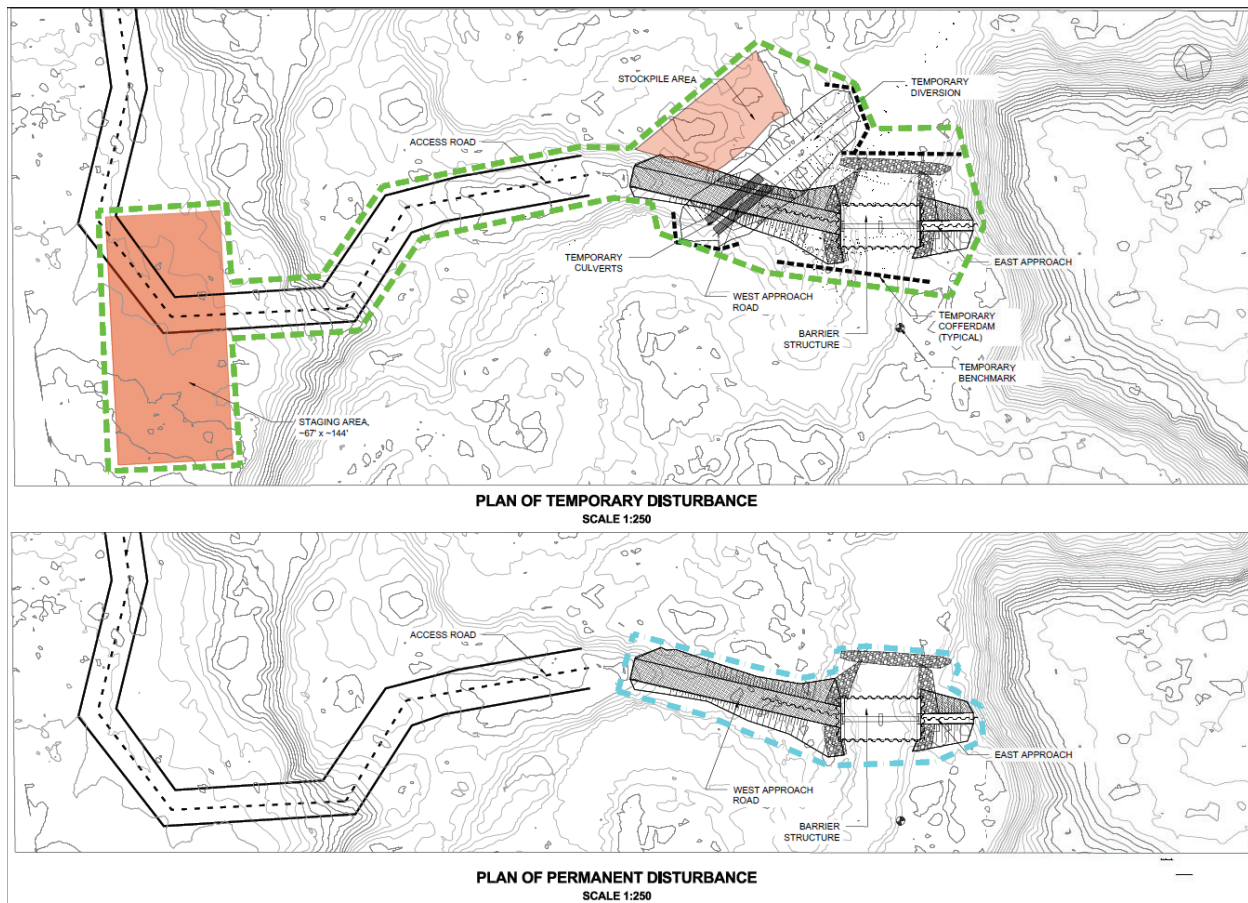 STOCKPILE AREA
TEMPORARY
DIVERSION
ACCESS ROAD
TEMPORARY
CULVERTS
EAST APPROACH
WEST APPROACH
ROAD
BARRIER
STRUCTURE
TEMPORARY
COFFERDAM
(TYPICAL)
TEMPORARY
BENCHMARK
STAGING AREA,
~67' x ~144'
PLAN OF TEMPORARY DISTURBANCE
SCALE 1:250
ACCESS ROAD
EAST APPROACH
WEST APPROACH
ROAD
BARRIER
STRUCTURE
PLAN OF PERMANENT DISTURBANCE
SCALE 1:250